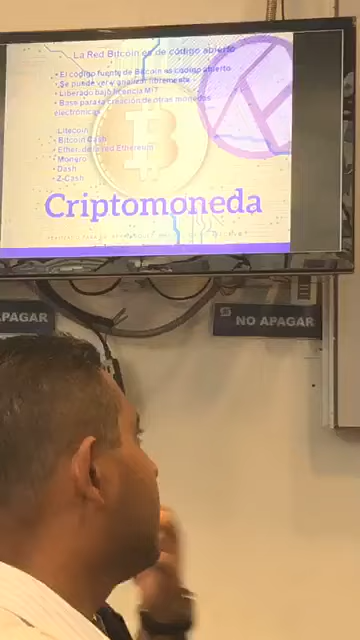 La Red Bitcoin es de código abierto
• El código fuente de Bitcoin es código abierto
• Se puede ver y analizar libremente
• Liberado bajo licencia MIT
• Base para la creación de otras monedas
electrónicas
Litecoin
• Bitcoin Cash
• Ether, de la red Ethereum
• Monero
• Dash
• Z-Cash
Criptomoneda
APAGAR
NO APAGAR